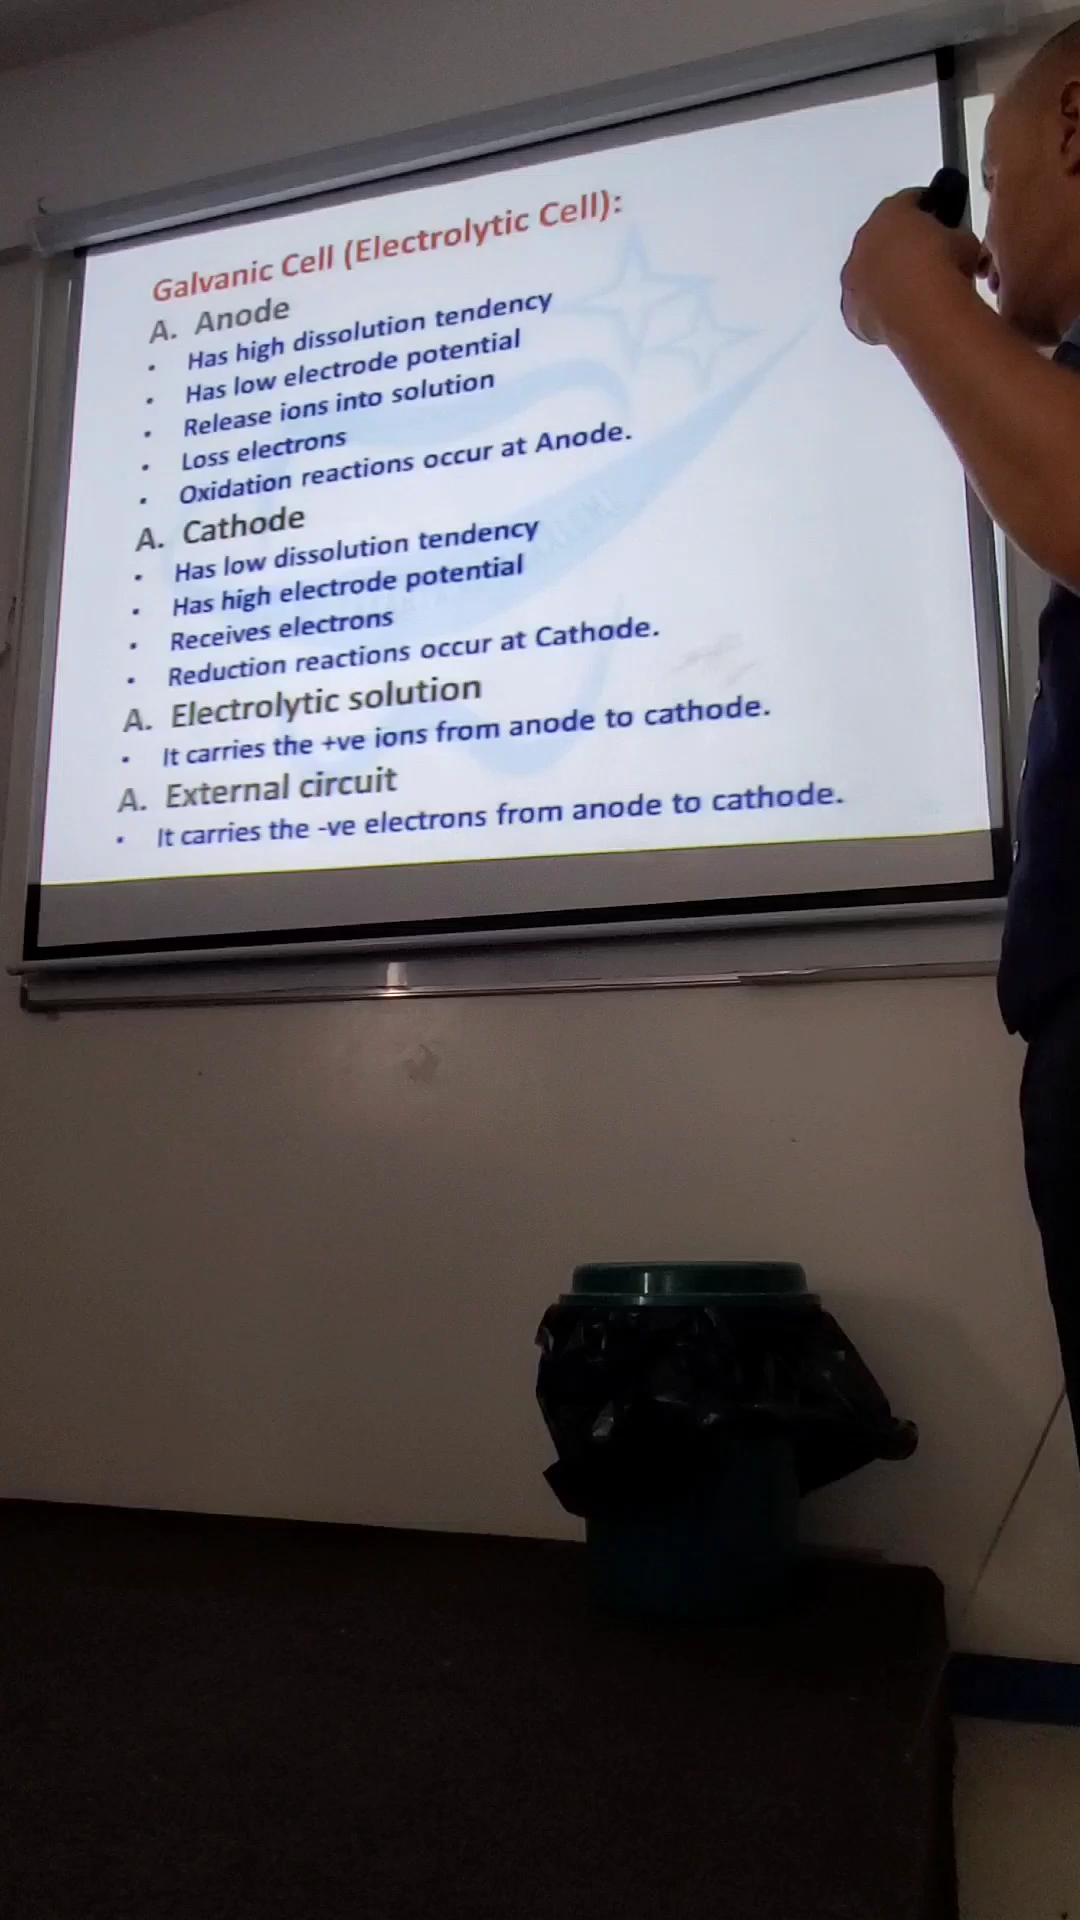 Galvanic Cell (Electrolytic Cell):
A. Anode
• Has high dissolution tendency
• Has low electrode potential
• Release ions into solution
• Loss electrons
• Oxidation reactions occur at Anode.
A. Cathode
• Has low dissolution tendency
• Has high electrode potential
• Receives electrons
• Reduction reactions occur at Cathode.
A. Electrolytic solution
• It carries the +ve ions from anode to cathode.
A. External circuit
• It carries the -ve electrons from anode to cathode.